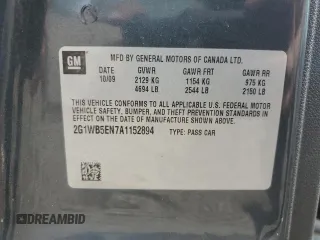 GM
MFD BY GENERAL MOTORS OF CANADA LTD.
DATE GVWR GAWR FRT GAWR RR
10/09 2129 KG 1154 KG 975 KG
4694 LB 2544 LB 2150 LB
THIS VEHICLE CONFORMS TO ALL APPLICABLE U.S. FEDERAL MOTOR
VEHICLE SAFETY, BUMPER, AND THEFT PREVENTION STANDARDS IN
EFFECT ON THE DATE OF MANUFACTURE SHOWN ABOVE.
2G1WB5EN7A1152894 TYPE: PASS CAR
DREAMBID